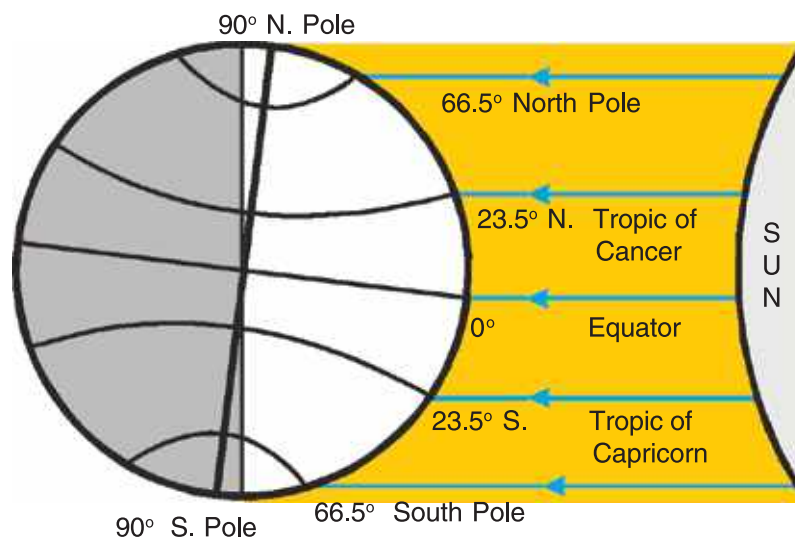 90° N. Pole
66.5° North Pole
23.5° N. Tropic of
Cancer
SUN
0° Equator
23.5° S. Tropic of
Capricorn
66.5° South Pole
90° S. Pole